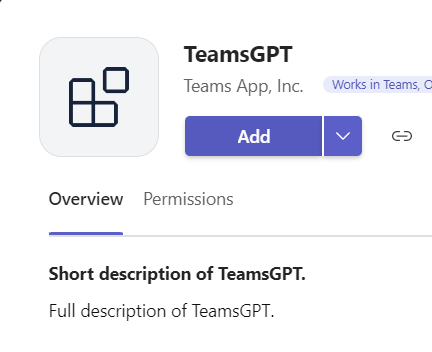 TeamsGPT
Teams App, Inc. Works in Teams, O
Add
Overview Permissions
Short description of TeamsGPT.
Full description of TeamsGPT.